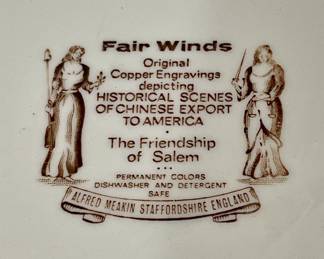 Fair Winds
Original
Copper Engravings
depicting
HISTORICAL SCENES
OF CHINESE EXPORT
TO AMERICA
The Friendship
of Salem
PERMANENT COLORS
DISHWASHER AND DETERGENT
SAFE
ALFRED MEAKIN STAFFORDSHIRE ENGLAND